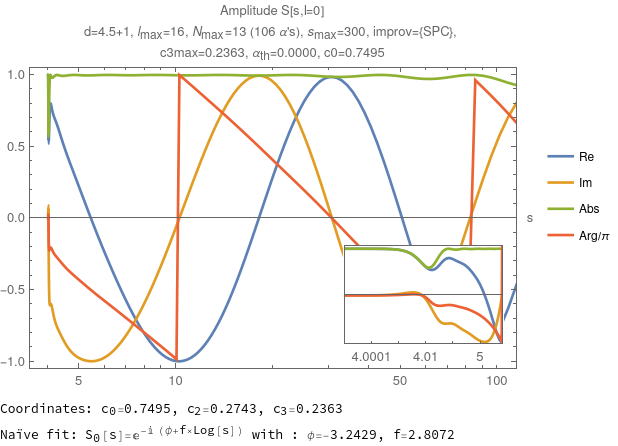 Amplitude S[s,l=0]
d=4.5+1, lmax=16, Nmax=13 (106 α's), smax=300, improv={SPC},
c3max=0.2363, αth=0.0000, c0=0.7495
1.0
0.5
0.0
−0.5
−1.0
5
10
50
100
s
4.0001
4.01
5
Re
Im
Abs
Arg/π
Coordinates: c0=0.7495, c2=0.2743, c3=0.2363
Naïve fit: S0[s]=e^-i (ϕ+f×Log[s]) with : ϕ=-3.2429, f=2.8072